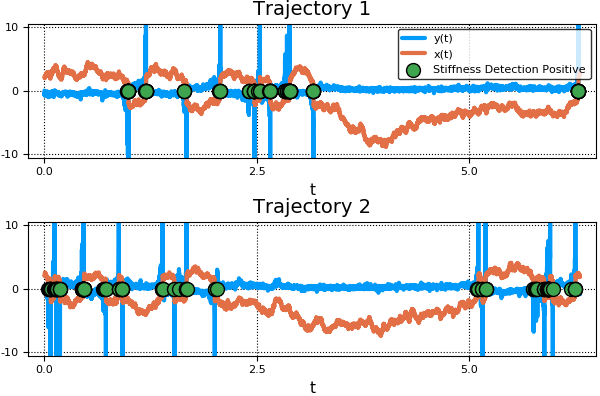 Trajectory 1
10
y(t)
x(t)
Stiffness Detection Positive
0
-10
0.0 2.5 5.0
t
Trajectory 2
10
0
-10
0.0 2.5 5.0
t